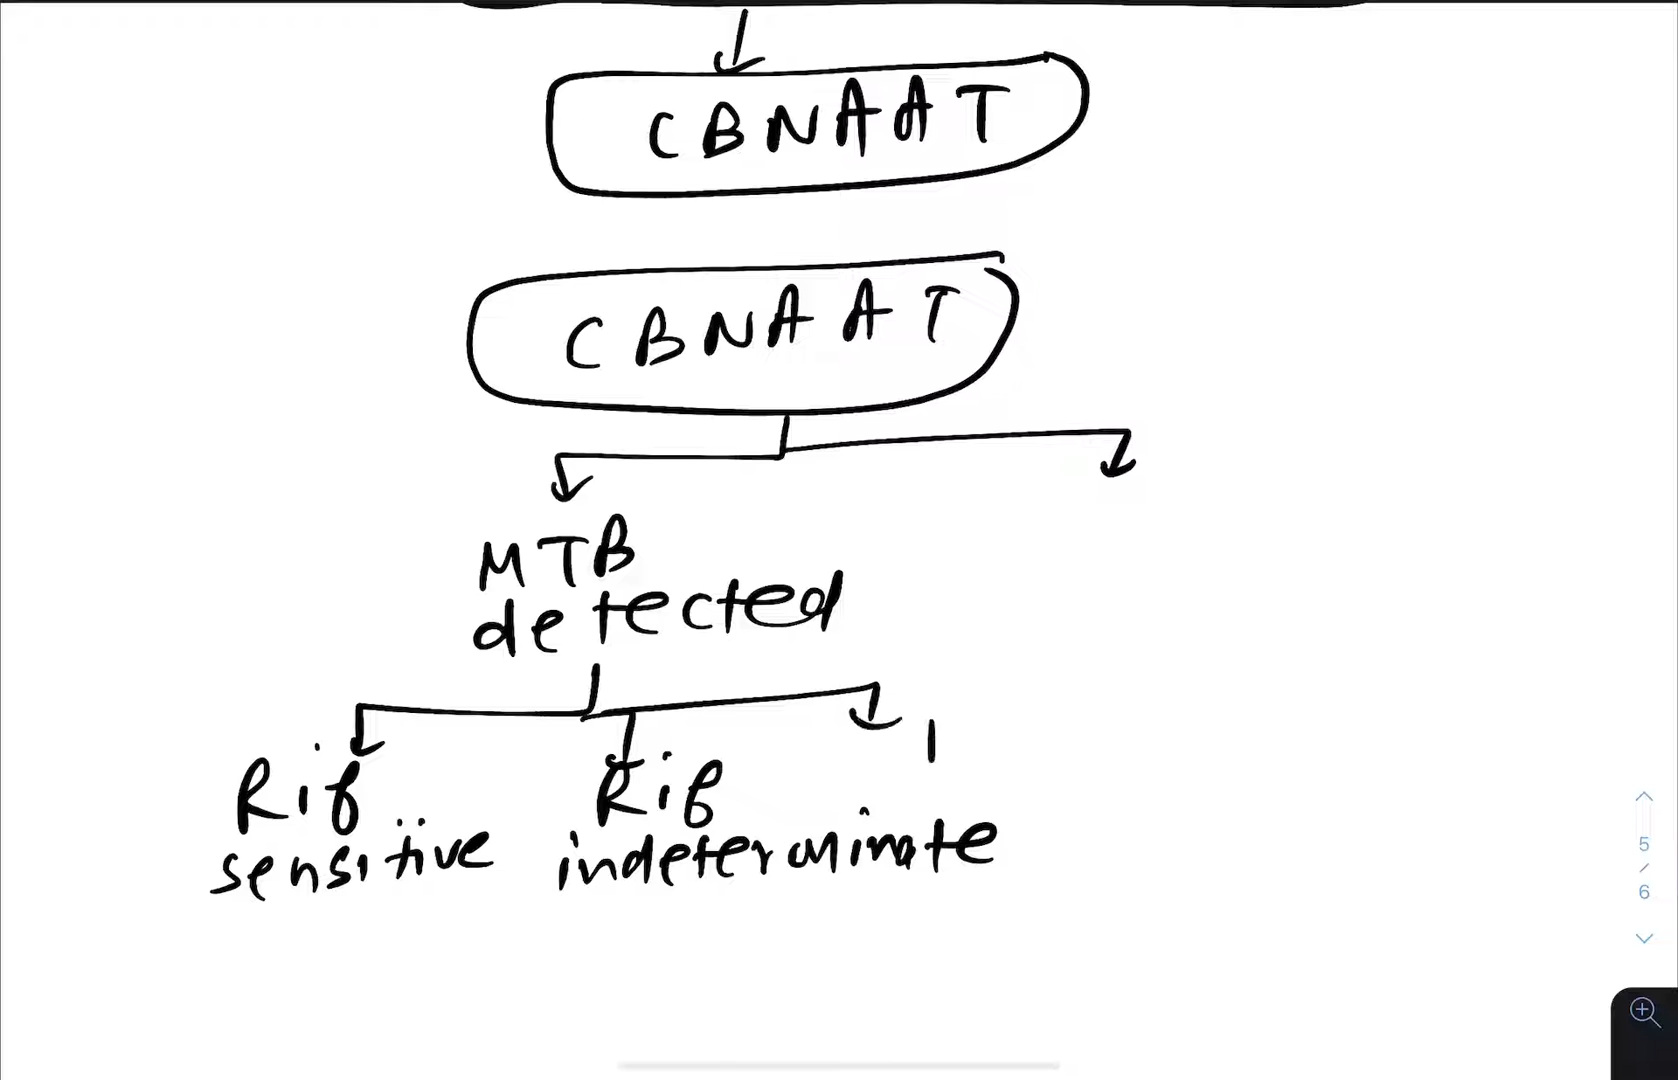 CBNAAT
CBNAAT
MTB
detected
Rif
sensitive
Rif
indeterminate
5
/
6